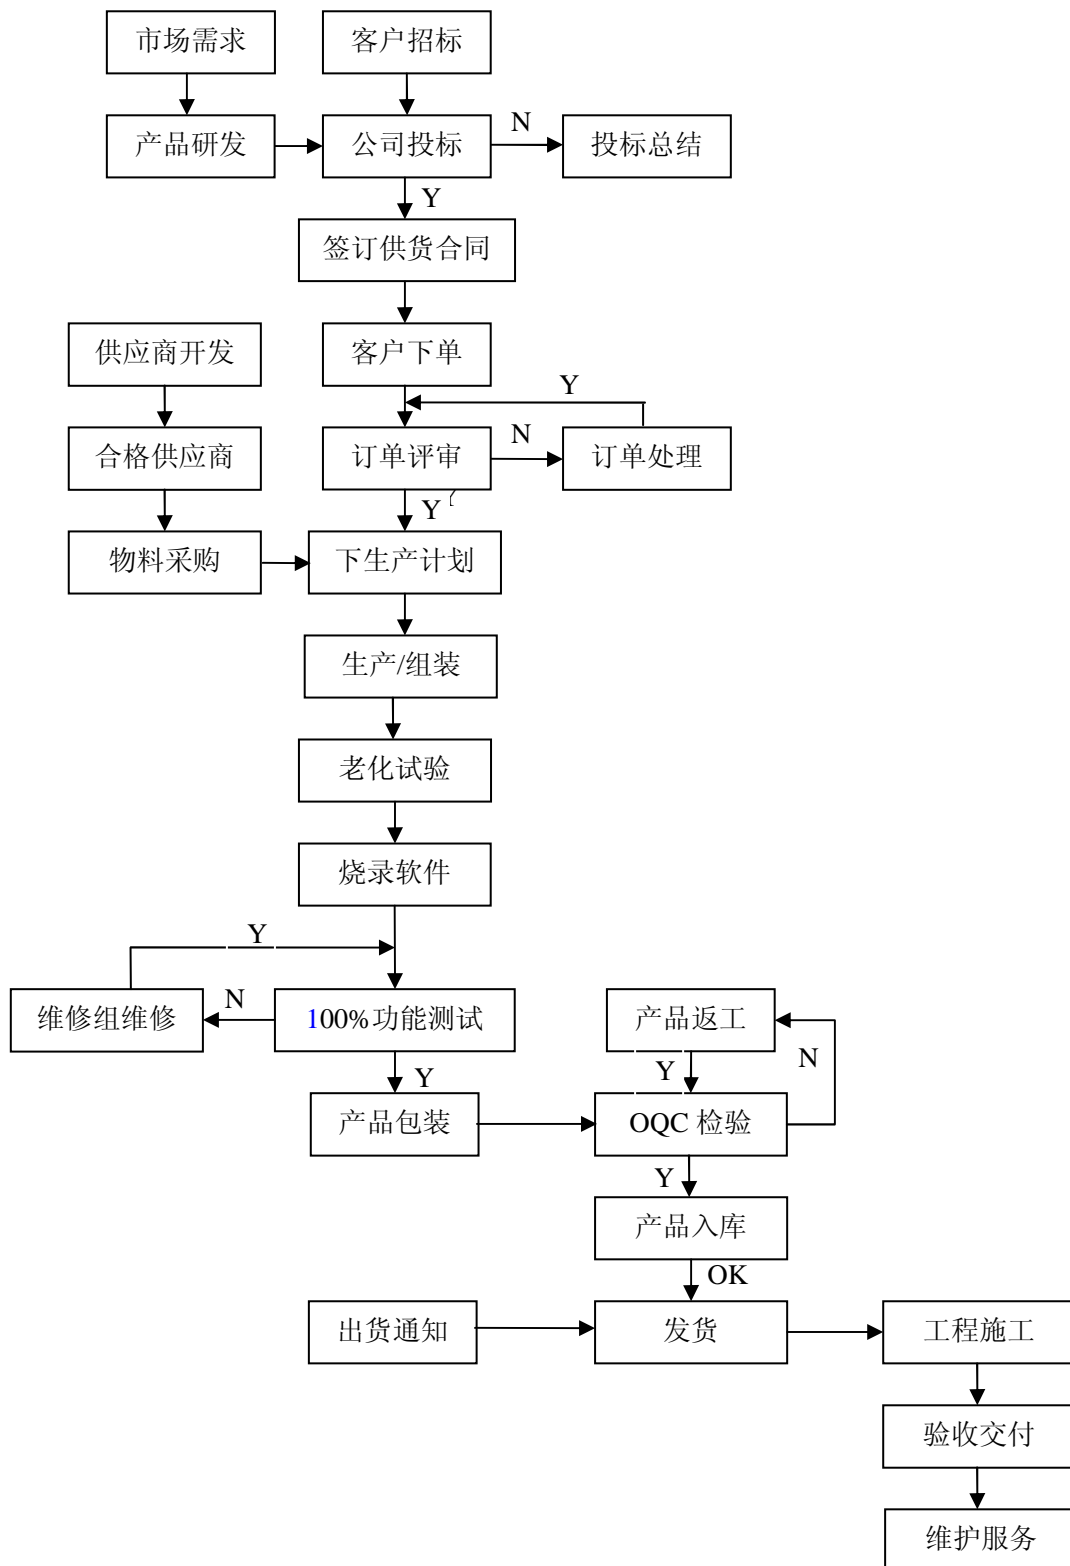 市场需求
客户招标
产品研发
公司投标
N
投标总结
Y
签订供货合同
供应商开发
客户下单
Y
合格供应商
订单评审
N
订单处理
Y
物料采购
下生产计划
生产/组装
老化试验
烧录软件
Y
维修组维修
N
100%功能测试
产品返工
Y
Y
N
产品包装
OQC 检验
Y
产品入库
OK
出货通知
发货
工程施工
验收交付
维护服务